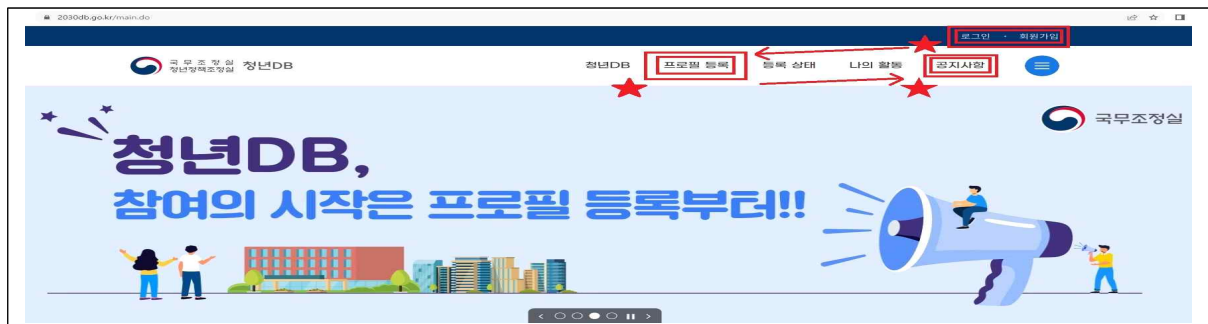 2030db.go.kr/main.do
로그인 · 회원가입
국무조정실
청년정책조정실
청년DB
청년DB 프로필 등록 등록 상태 나의 활동 공지사항
국무조정실
청년DB,
참여의 시작은 프로필 등록부터!!